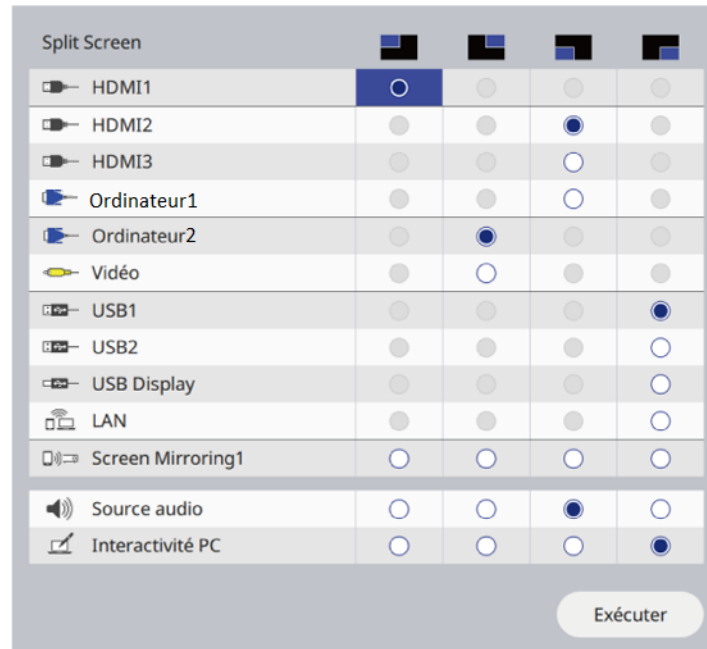 Split Screen
HDMI1
HDMI2
HDMI3
Ordinateur1
Ordinateur2
Vidéo
USB1
USB2
USB Display
LAN
Screen Mirroring1
Source audio
Interactivité PC
Exécuter